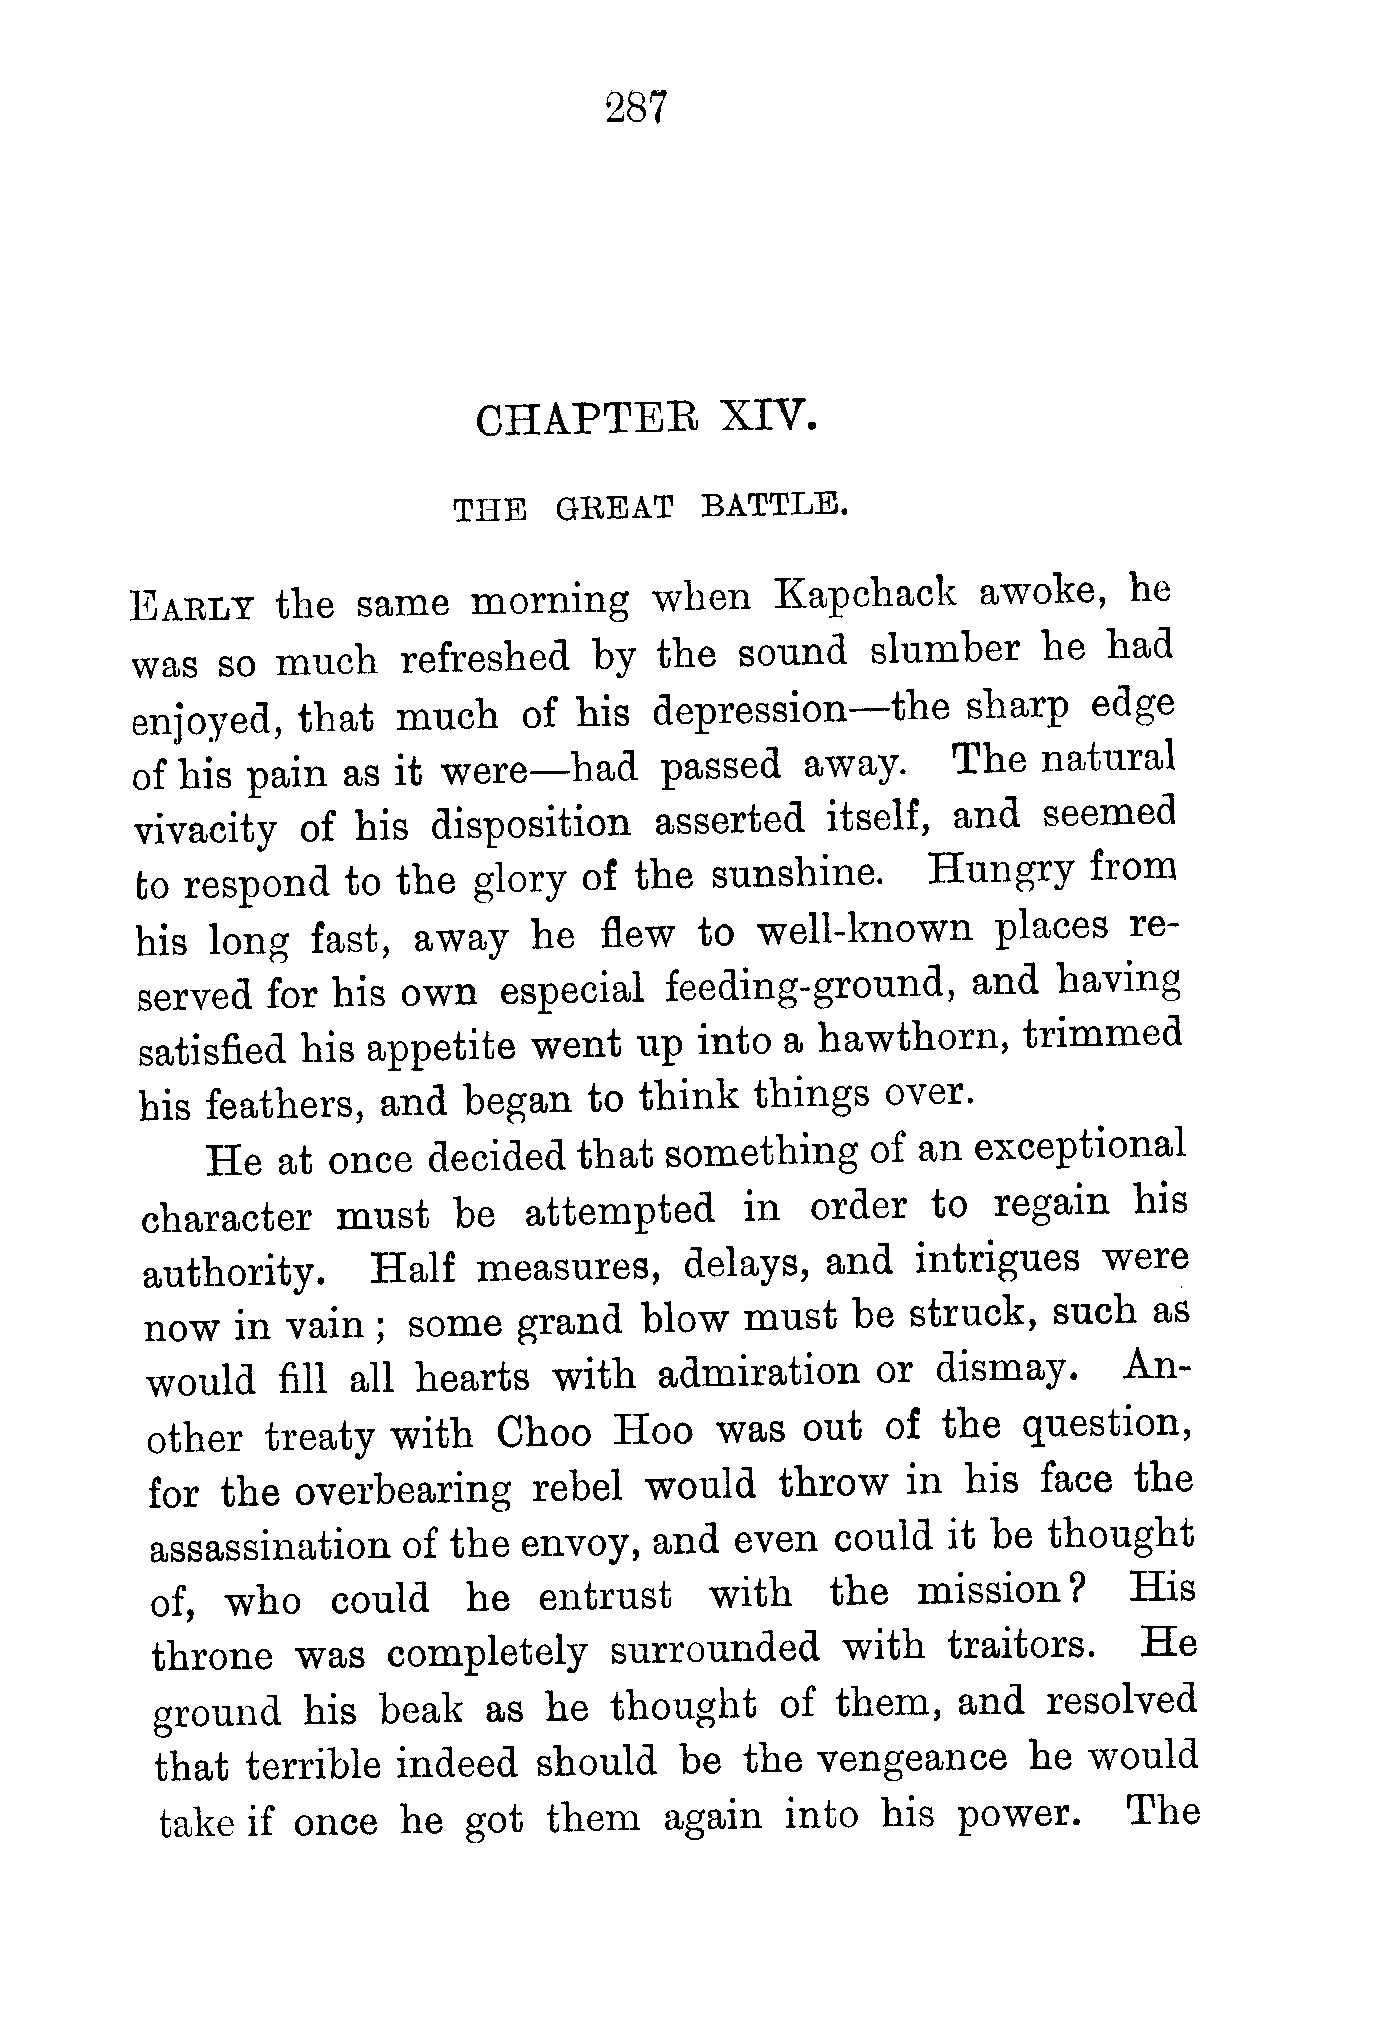 287
CHAPTER XIV.
THE GREAT BATTLE.
EARLY the same morning when Kapchack awoke, he
was so much refreshed by the sound slumber he had
enjoyed, that much of his depression—the sharp edge
of his pain as it were—had passed away. The natural
vivacity of his disposition asserted itself, and seemed
to respond to the glory of the sunshine. Hungry from
his long fast, away he flew to well-known places re-
served for his own especial feeding-ground, and having
satisfied his appetite went up into a hawthorn, trimmed
his feathers, and began to think things over.
He at once decided that something of an exceptional
character must be attempted in order to regain his
authority. Half measures, delays, and intrigues were
now in vain ; some grand blow must be struck, such as
would fill all hearts with admiration or dismay. An-
other treaty with Choo Hoo was out of the question,
for the overbearing rebel would throw in his face the
assassination of the envoy, and even could it be thought
of, who could he entrust with the mission? His
throne was completely surrounded with traitors. He
ground his beak as he thought of them, and resolved
that terrible indeed should be the vengeance he would
take if once he got them again into his power. The